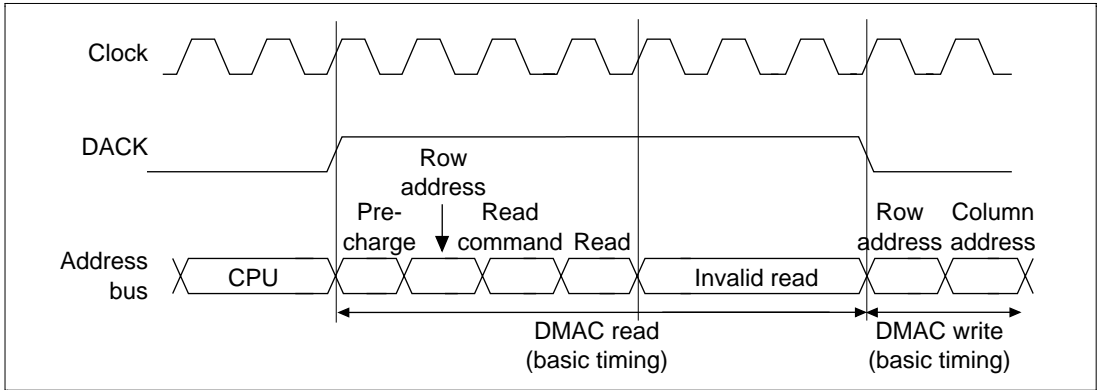 Clock
DACK
Row
address
Pre-
charge
Read
command
Read
Row
address
Column
address
Address
bus
CPU
Invalid read
DMAC read
(basic timing)
DMAC write
(basic timing)